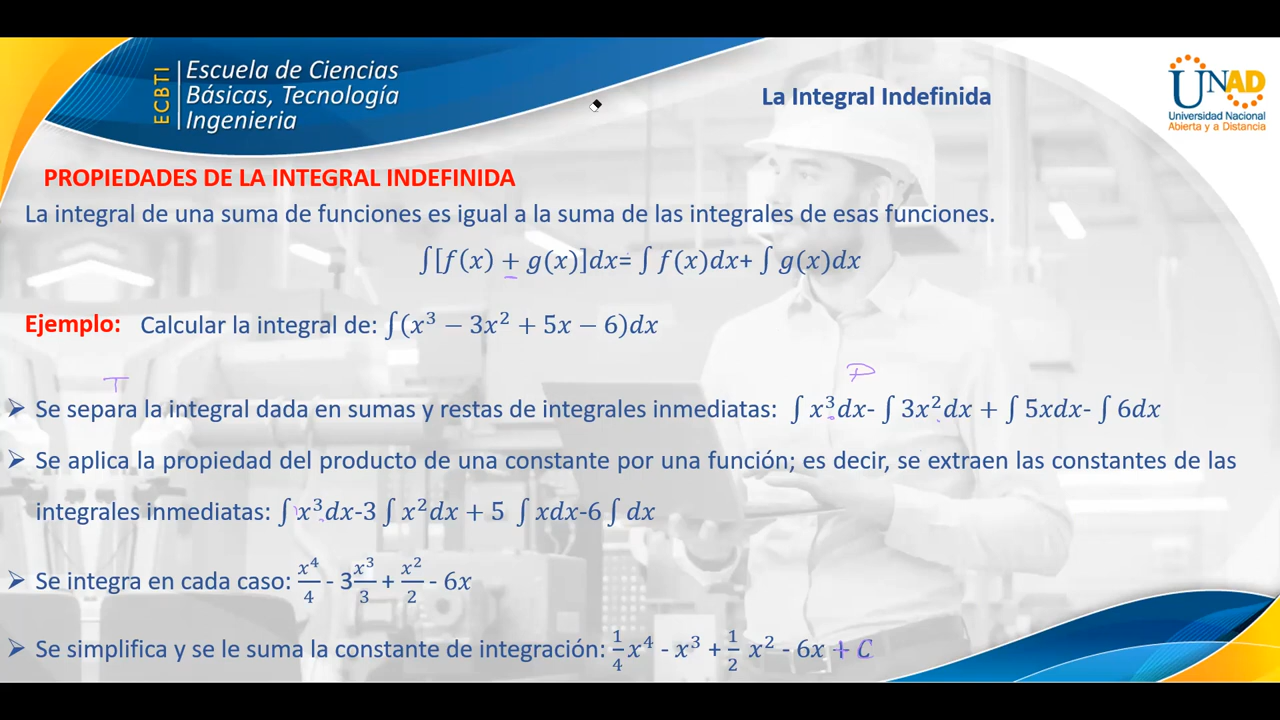 ECBTI
Escuela de Ciencias
Básicas, Tecnología
Ingenieria
La Integral Indefinida
UNAD
Universidad Nacional
Abierta y a Distancia
PROPIEDADES DE LA INTEGRAL INDEFINIDA
La integral de una suma de funciones es igual a la suma de las integrales de esas funciones.
∫[f(x) + g(x)]dx= ∫ f(x)dx+ ∫ g(x)dx
Ejemplo: Calcular la integral de: ∫(x³ − 3x² + 5x − 6)dx
T
P
➢ Se separa la integral dada en sumas y restas de integrales inmediatas: ∫ x³dx- ∫ 3x²dx + ∫ 5xdx- ∫ 6dx
➢ Se aplica la propiedad del producto de una constante por una función; es decir, se extraen las constantes de las
integrales inmediatas: ∫ x³dx-3 ∫ x²dx + 5 ∫ xdx-6 ∫ dx
➢ Se integra en cada caso: x⁴/4 - 3x³/3 + x²/2 - 6x
➢ Se simplifica y se le suma la constante de integración: 1/4 x⁴ - x³ + 1/2 x² - 6x + C